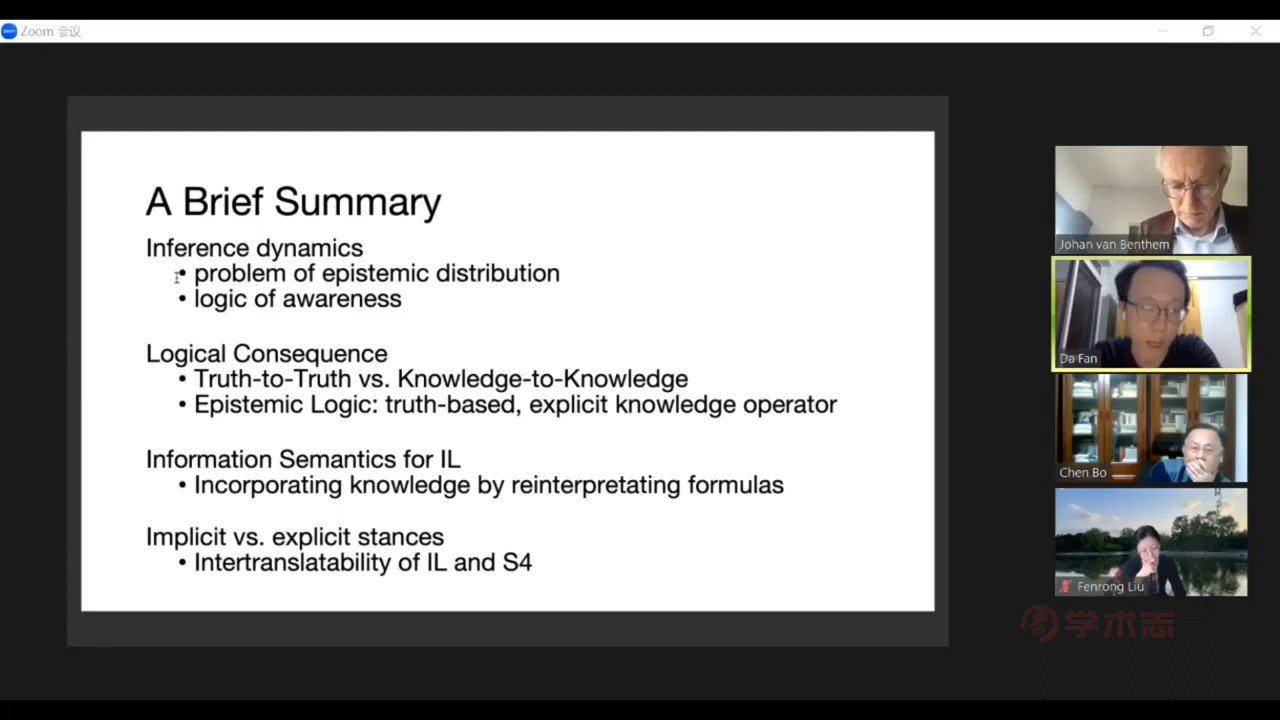 Zoom 会议
A Brief Summary
Inference dynamics
• problem of epistemic distribution
• logic of awareness
Logical Consequence
• Truth-to-Truth vs. Knowledge-to-Knowledge
• Epistemic Logic: truth-based, explicit knowledge operator
Information Semantics for IL
• Incorporating knowledge by reinterpretating formulas
Implicit vs. explicit stances
• Intertranslatability of IL and S4
Johan van Benthem
Da Fan
Chen Bo
Fenrong Liu
学术志